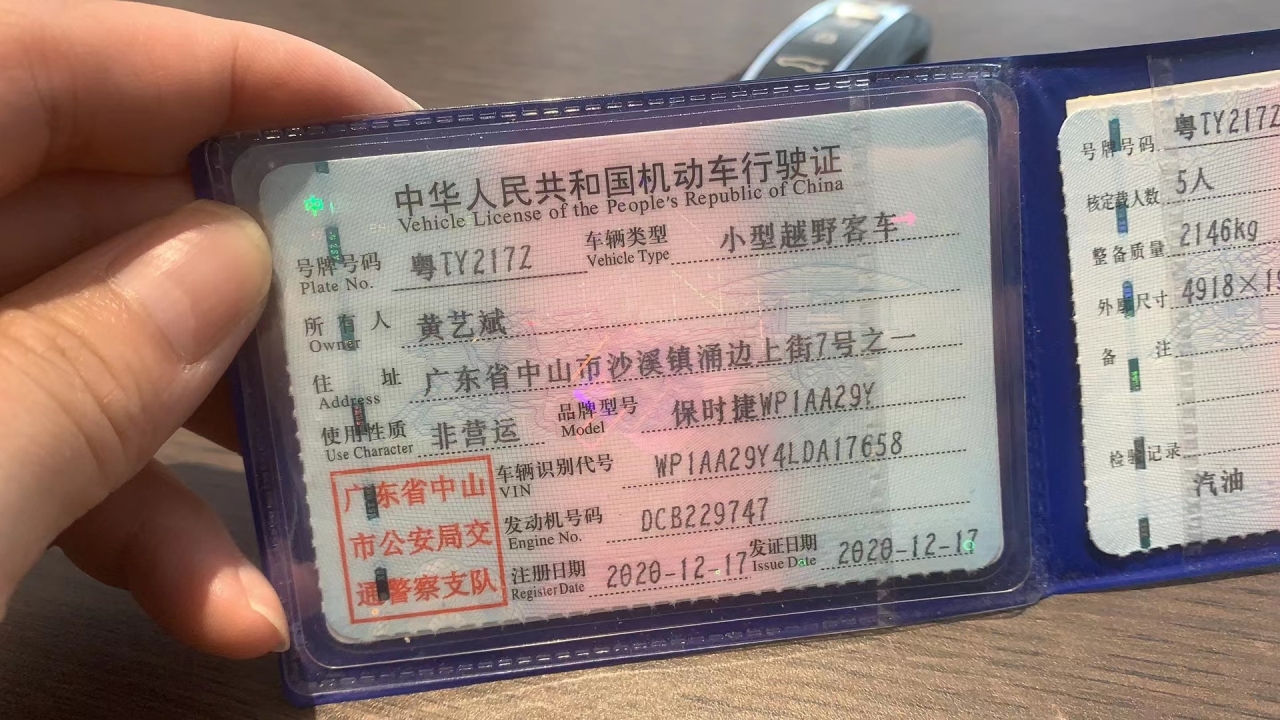 中华人民共和国机动车行驶证
Vehicle License of the People's Republic of China
号牌号码 粤TY2172 车辆类型 小型越野客车
Plate No. Vehicle Type
所有人 黄艺斌
Owner
住址 广东省中山市沙溪镇涌边上街7号之一
Address
使用性质 非营运 品牌型号 保时捷WP1AA29Y
Use Character Model
广东省中山
市公安局交
通警察支队
车辆识别代号 WP1AA29Y4LDA17658
VIN
发动机号码 DCB229747
Engine No.
注册日期 2020-12-17 发证日期 2020-12-17
Register Date Issue Date
号牌号码 粤TY2172
核定载人数 5人
整备质量 2146kg
外廓尺寸 4918×19
备注
检验记录
汽油